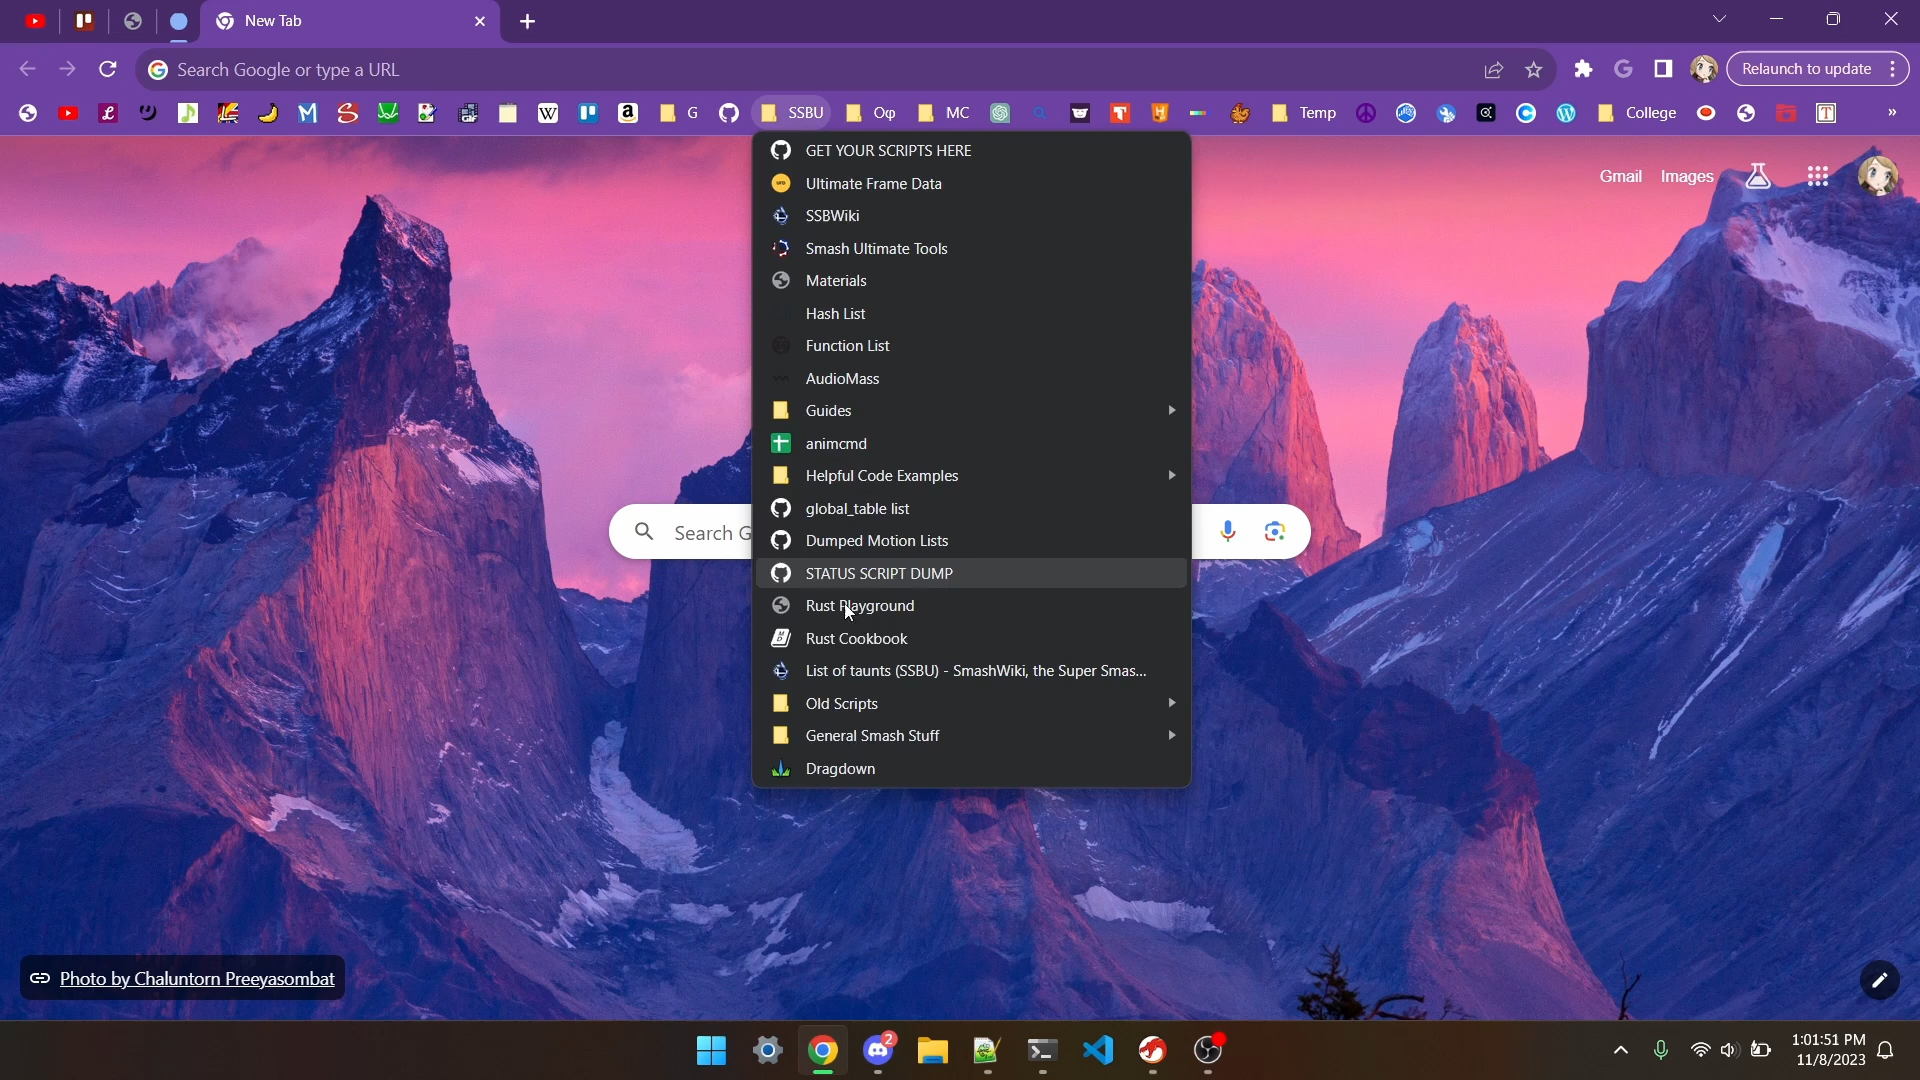 New Tab
Search Google or type a URL
Relaunch to update
G
SSBU
Oφ
MC
Temp
College
GET YOUR SCRIPTS HERE
Ultimate Frame Data
SSBWiki
Smash Ultimate Tools
Materials
Hash List
Function List
AudioMass
Guides
animcmd
Helpful Code Examples
global_table list
Dumped Motion Lists
STATUS SCRIPT DUMP
Rust Playground
Rust Cookbook
List of taunts (SSBU) - SmashWiki, the Super Smas...
Old Scripts
General Smash Stuff
Dragdown
Gmail Images
Search G
Photo by Chaluntorn Preeyasombat
2
1:01:51 PM
11/8/2023